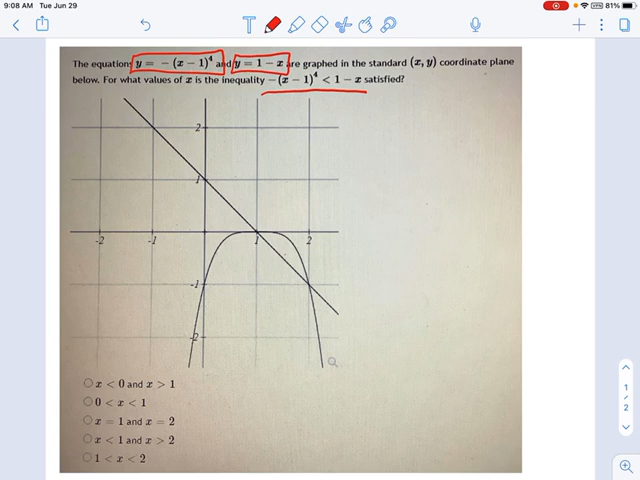 9:08 AM Tue Jun 29
VPN 81%
The equations y = − (x − 1)⁴ and y = 1 − x are graphed in the standard (x, y) coordinate plane
below. For what values of x is the inequality − (x − 1)⁴ < 1 − x satisfied?
2
1
-2 -1 1 2
-1
-2
x < 0 and x > 1
0 < x < 1
x = 1 and x = 2
x < 1 and x > 2
1 < x < 2
1
/
2